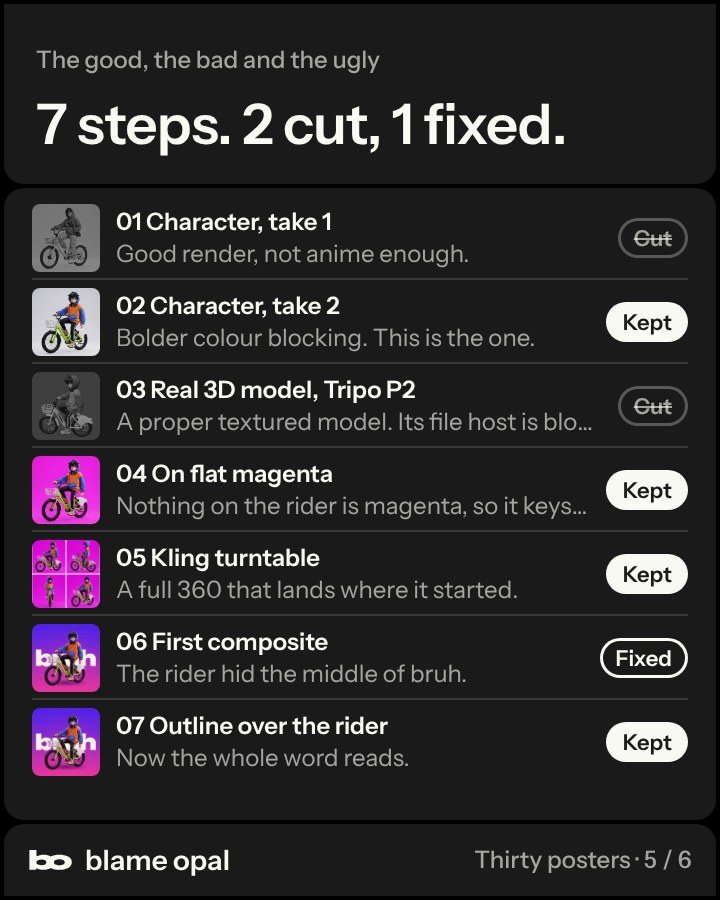 The good, the bad and the ugly
7 steps. 2 cut, 1 fixed.
01 Character, take 1
Good render, not anime enough.
Cut
02 Character, take 2
Bolder colour blocking. This is the one.
Kept
03 Real 3D model, Tripo P2
A proper textured model. Its file host is blo...
Cut
04 On flat magenta
Nothing on the rider is magenta, so it keys...
Kept
05 Kling turntable
A full 360 that lands where it started.
Kept
06 First composite
The rider hid the middle of bruh.
Fixed
07 Outline over the rider
Now the whole word reads.
Kept
bo blame opal
Thirty posters · 5 / 6